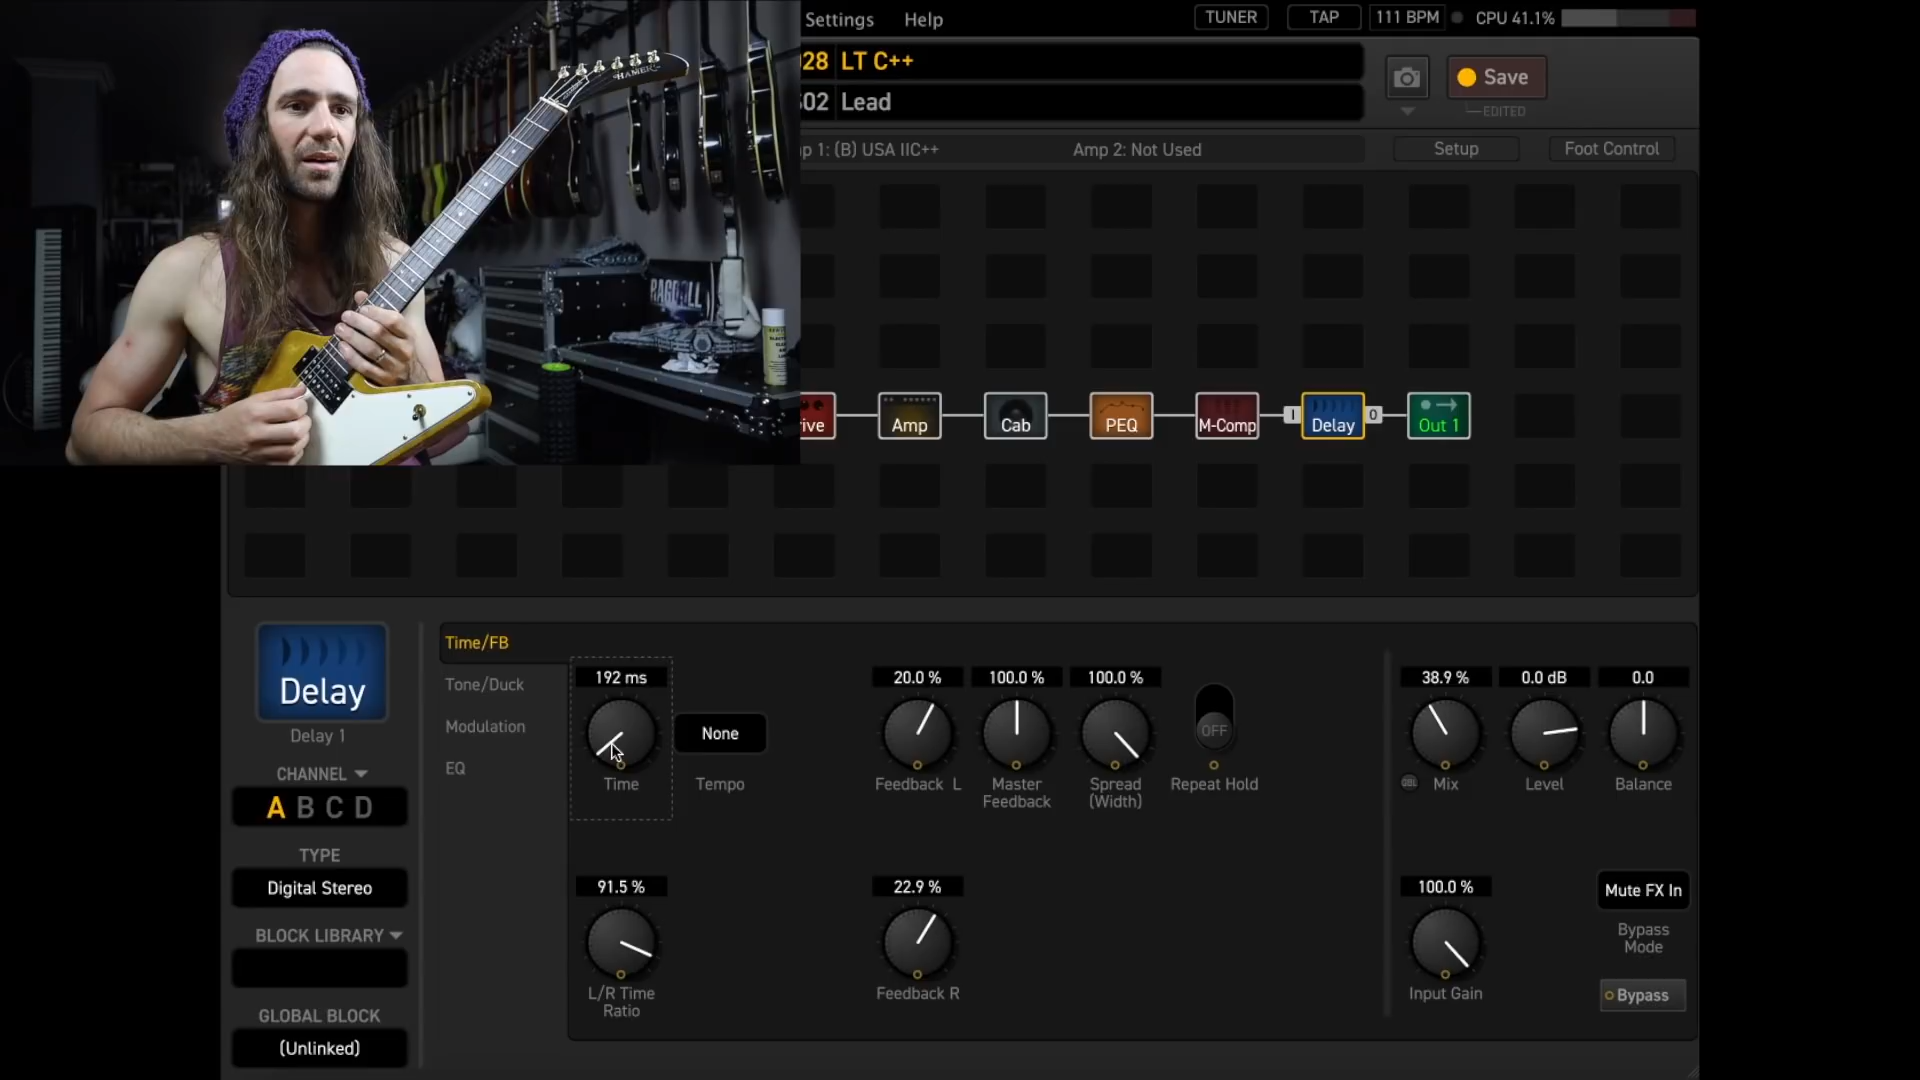 Settings Help
TUNER TAP 111 BPM CPU 41.1%
028 LT C++
Save
602 Lead
EDITED
p 1: (B) USA IIC++ Amp 2: Not Used Setup Foot Control
HAMER
RAGDOLL
ive Amp Cab PEQ M-Comp I Delay O Out 1
Delay
Delay 1
CHANNEL
A B C D
TYPE
Digital Stereo
BLOCK LIBRARY
GLOBAL BLOCK
(Unlinked)
Time/FB
Tone/Duck
Modulation
EQ
192 ms 20.0 % 100.0 % 100.0 % 38.9 % 0.0 dB 0.0
None OFF
Time Tempo Feedback L Master Feedback Spread (Width) Repeat Hold Mix Level Balance
91.5 % 22.9 % 100.0 % Mute FX In
Bypass Mode
L/R Time Ratio Feedback R Input Gain Bypass